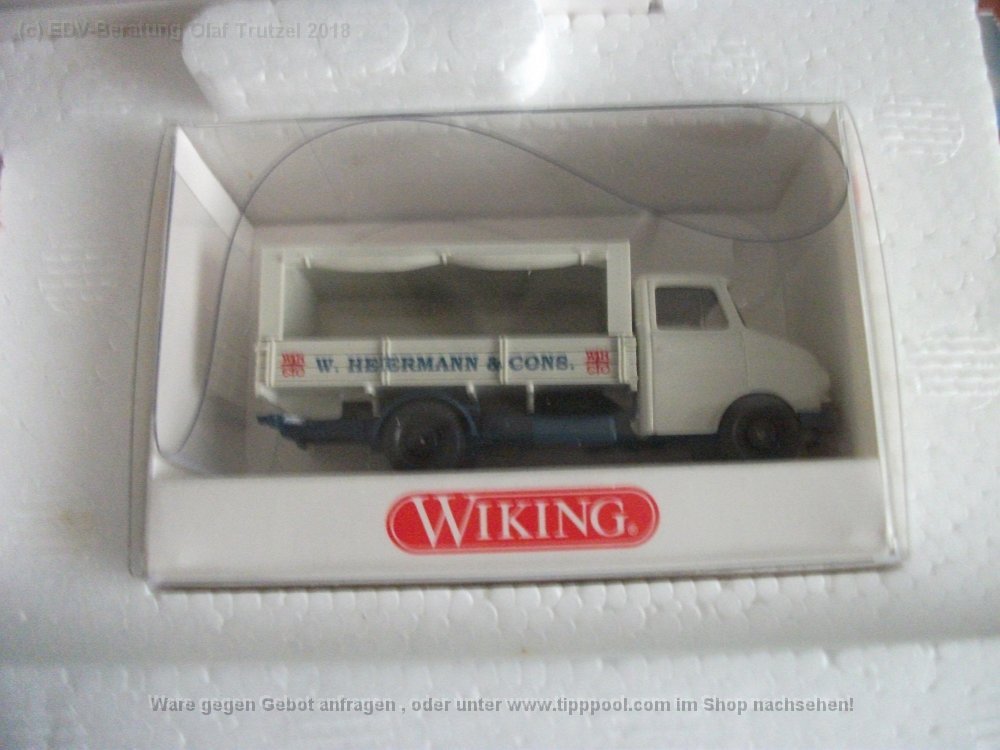 (c) EDV-Beratung Olaf Trutzel 2018
W. HEIERMANN & CONS.
WIKING®
Ware gegen Gebot anfragen , oder unter www.tipppool.com im Shop nachsehen!